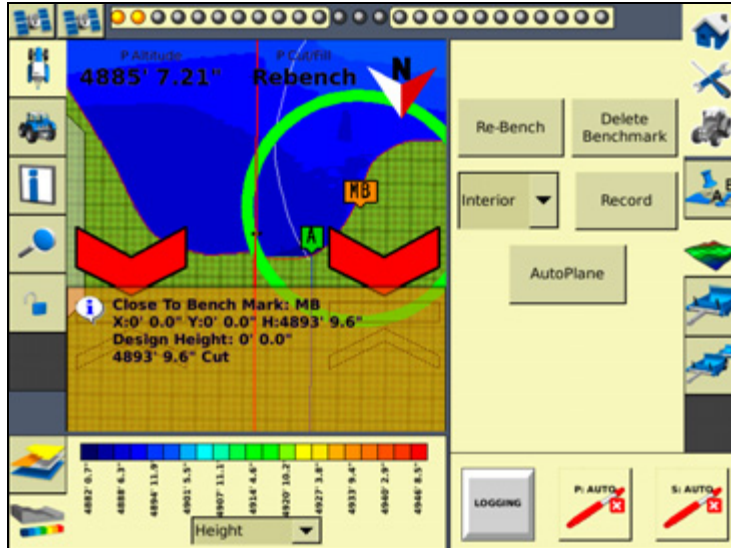 P Altitude
P Cut/fill
4885' 7.21"
Rebench
N
MB
A
Close To Bench Mark: MB
X:0' 0.0" Y:0' 0.0" H:4893' 9.6"
Design Height: 0' 0.0"
4893' 9.6" Cut
4882' 0.7"
4888' 6.3"
4894' 11.9"
4901' 5.5"
4907' 11.1"
4914' 4.6"
4920' 10.2"
4927' 3.8"
4933' 9.4"
4940' 2.9"
4946' 8.5"
Height
Re-Bench
Delete
Benchmark
Interior
Record
AutoPlane
LOGGING
P: AUTO
S: AUTO
A B